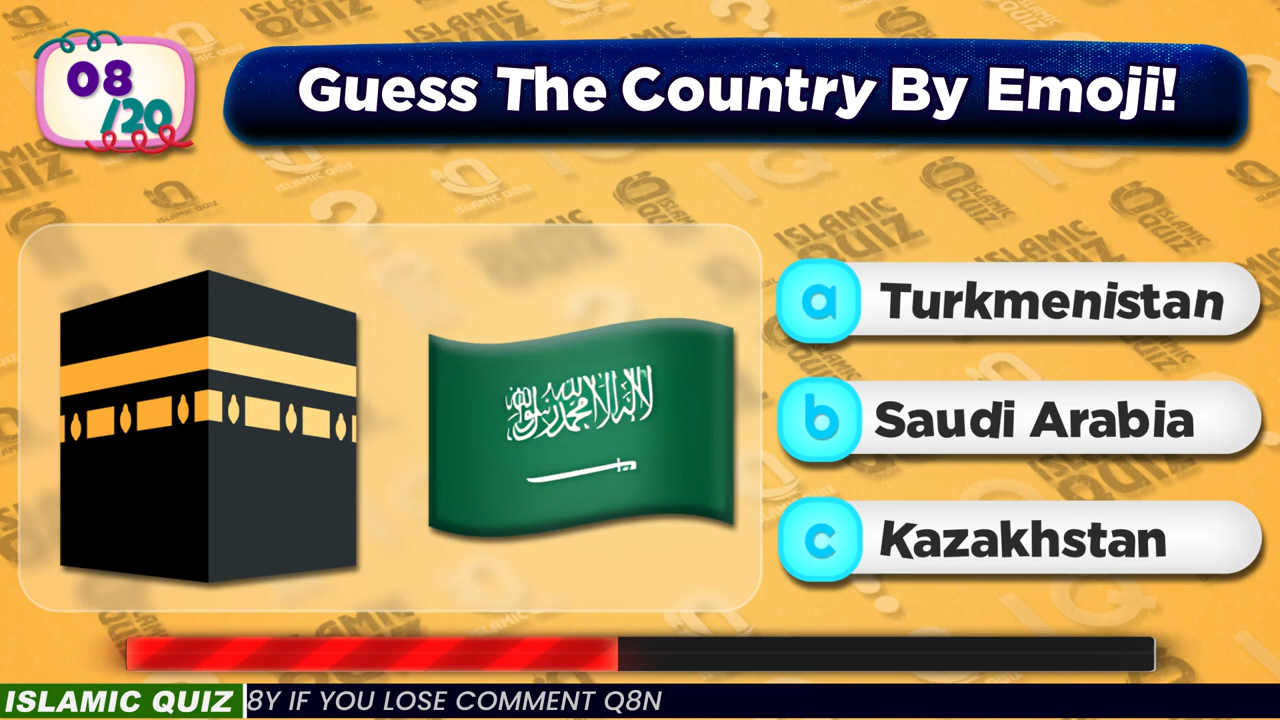 08
/20
Guess The Country By Emoji!
لا إله إلا الله محمد رسول الله
a Turkmenistan
b Saudi Arabia
c Kazakhstan
ISLAMIC QUIZ 8Y IF YOU LOSE COMMENT Q8N